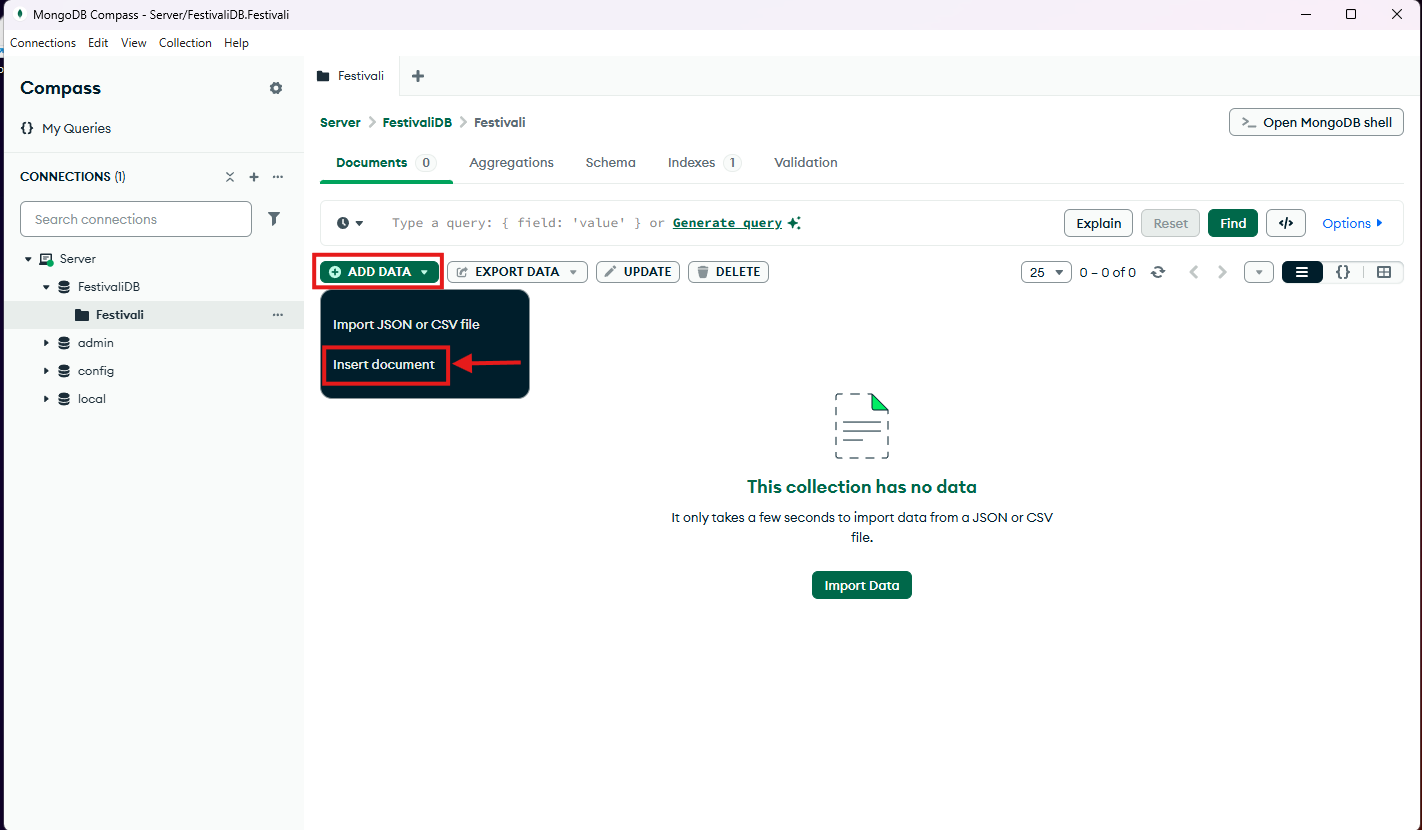 MongoDB Compass - Server/FestivaliDB.Festivali
Connections Edit View Collection Help
Compass
{} My Queries
CONNECTIONS (1)
Search connections
Server
FestivaliDB
Festivali
admin
config
local
Festivali
Server > FestivaliDB > Festivali
>_ Open MongoDB shell
Documents 0 Aggregations Schema Indexes 1 Validation
Type a query: { field: 'value' } or Generate query
Explain Reset Find </> Options
ADD DATA EXPORT DATA UPDATE DELETE
25 0 – 0 of 0 {}
Import JSON or CSV file
Insert document
This collection has no data
It only takes a few seconds to import data from a JSON or CSV
file.
Import Data